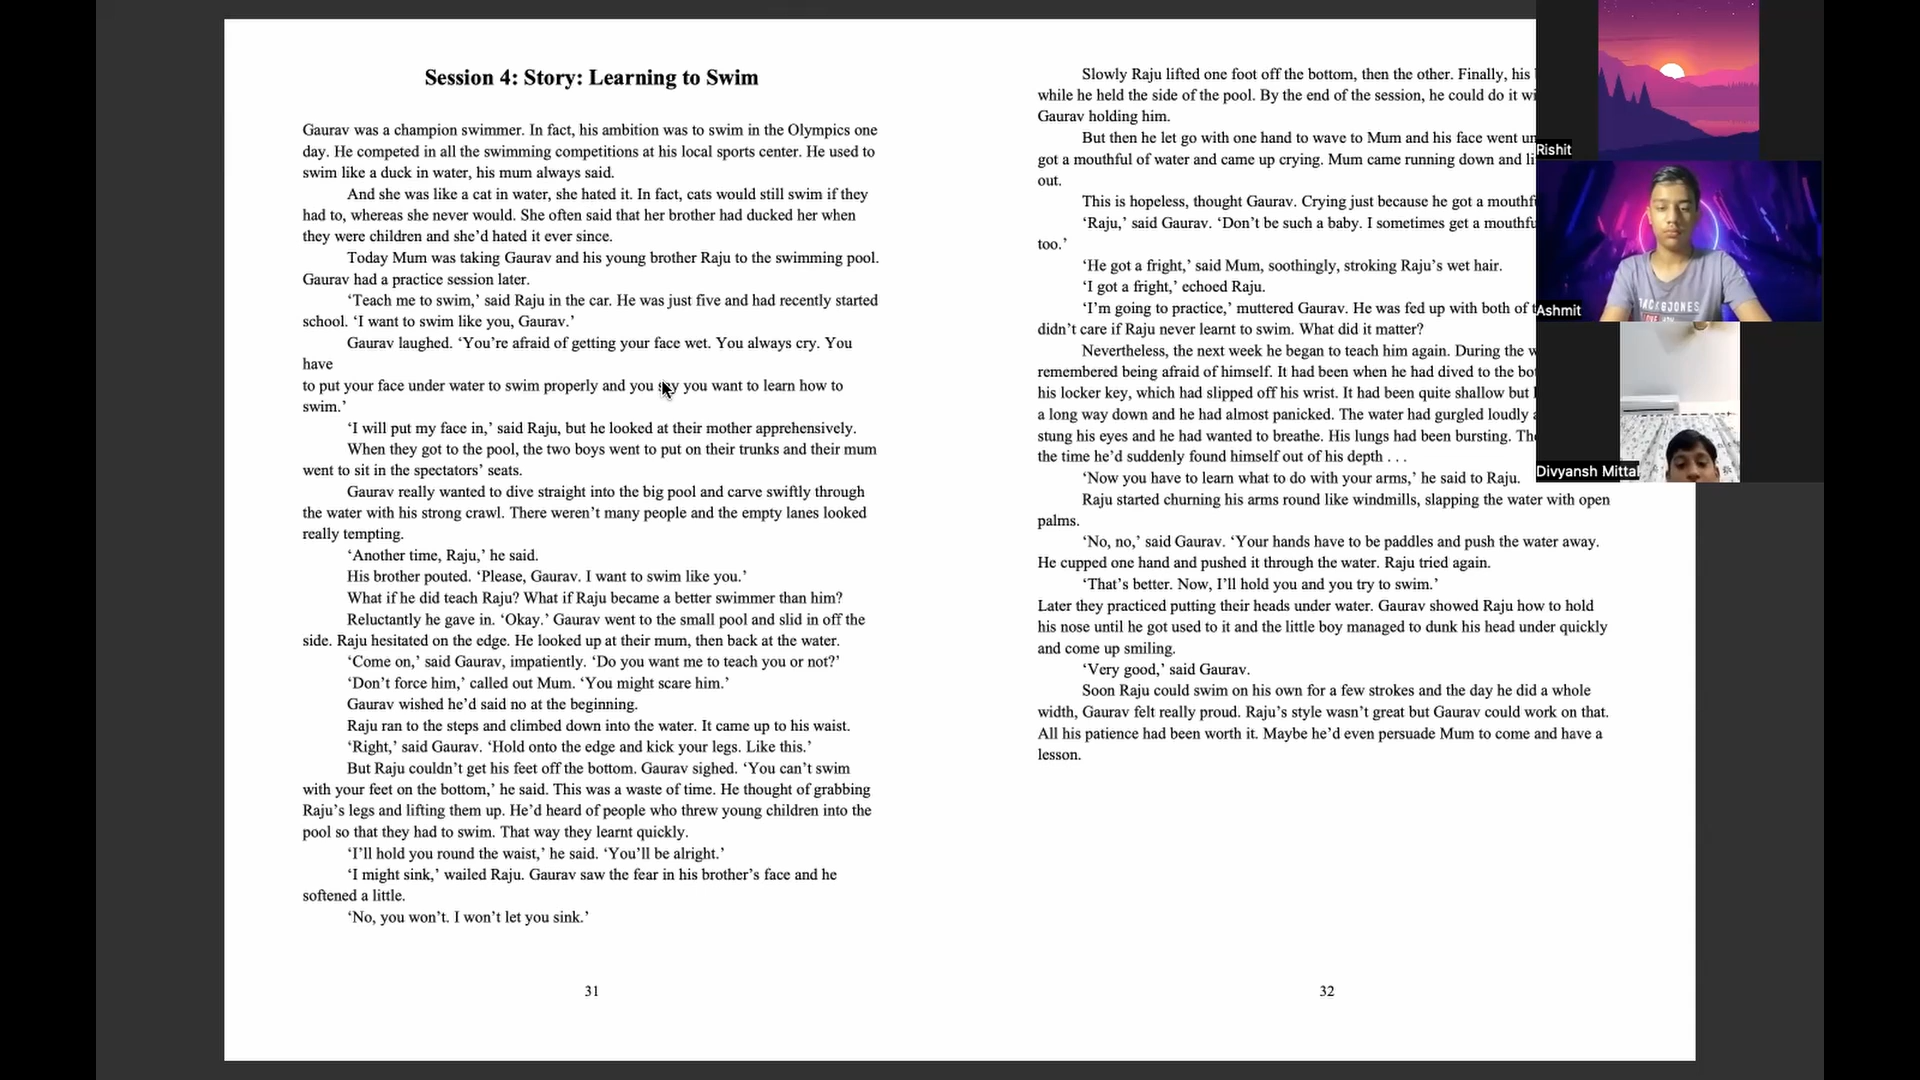 Session 4: Story: Learning to Swim
Gaurav was a champion swimmer. In fact, his ambition was to swim in the Olympics one
day. He competed in all the swimming competitions at his local sports center. He used to
swim like a duck in water, his mum always said.
And she was like a cat in water, she hated it. In fact, cats would still swim if they
had to, whereas she never would. She often said that her brother had ducked her when
they were children and she’d hated it ever since.
Today Mum was taking Gaurav and his young brother Raju to the swimming pool.
Gaurav had a practice session later.
‘Teach me to swim,’ said Raju in the car. He was just five and had recently started
school. ‘I want to swim like you, Gaurav.’
Gaurav laughed. ‘You’re afraid of getting your face wet. You always cry. You
have
to put your face under water to swim properly and you say you want to learn how to
swim.’
‘I will put my face in,’ said Raju, but he looked at their mother apprehensively.
When they got to the pool, the two boys went to put on their trunks and their mum
went to sit in the spectators’ seats.
Gaurav really wanted to dive straight into the big pool and carve swiftly through
the water with his strong crawl. There weren’t many people and the empty lanes looked
really tempting.
‘Another time, Raju,’ he said.
His brother pouted. ‘Please, Gaurav. I want to swim like you.’
What if he did teach Raju? What if Raju became a better swimmer than him?
Reluctantly he gave in. ‘Okay.’ Gaurav went to the small pool and slid in off the
side. Raju hesitated on the edge. He looked up at their mum, then back at the water.
‘Come on,’ said Gaurav, impatiently. ‘Do you want me to teach you or not?’
‘Don’t force him,’ called out Mum. ‘You might scare him.’
Gaurav wished he’d said no at the beginning.
Raju ran to the steps and climbed down into the water. It came up to his waist.
‘Right,’ said Gaurav. ‘Hold onto the edge and kick your legs. Like this.’
But Raju couldn’t get his feet off the bottom. Gaurav sighed. ‘You can’t swim
with your feet on the bottom,’ he said. This was a waste of time. He thought of grabbing
Raju’s legs and lifting them up. He’d heard of people who threw young children into the
pool so that they had to swim. That way they learnt quickly.
‘I’ll hold you round the waist,’ he said. ‘You’ll be alright.’
‘I might sink,’ wailed Raju. Gaurav saw the fear in his brother’s face and he
softened a little.
‘No, you won’t. I won’t let you sink.’
31
Slowly Raju lifted one foot off the bottom, then the other. Finally, his
while he held the side of the pool. By the end of the session, he could do it
Gaurav holding him.
But then he let go with one hand to wave to Mum and his face went
got a mouthful of water and came up crying. Mum came running down and
out.
This is hopeless, thought Gaurav. Crying just because he got a
‘Raju,’ said Gaurav. ‘Don’t be such a baby. I sometimes get a
too.’
‘He got a fright,’ said Mum, soothingly, stroking Raju’s wet hair.
‘I got a fright,’ echoed Raju.
‘I’m going to practice,’ muttered Gaurav. He was fed up with both of
didn’t care if Raju never learnt to swim. What did it matter?
Nevertheless, the next week he began to teach him again. During the
remembered being afraid of himself. It had been when he had dived to the
his locker key, which had slipped off his wrist. It had been quite shallow but
a long way down and he had almost panicked. The water had gurgled loudly
stung his eyes and he had wanted to breathe. His lungs had been bursting.
the time he’d suddenly found himself out of his depth . . .
‘Now you have to learn what to do with your arms,’ he said to Raju.
Raju started churning his arms round like windmills, slapping the water with open
palms.
‘No, no,’ said Gaurav. ‘Your hands have to be paddles and push the water away.
He cupped one hand and pushed it through the water. Raju tried again.
‘That’s better. Now, I’ll hold you and you try to swim.’
Later they practiced putting their heads under water. Gaurav showed Raju how to hold
his nose until he got used to it and the little boy managed to dunk his head under quickly
and come up smiling.
‘Very good,’ said Gaurav.
Soon Raju could swim on his own for a few strokes and the day he did a whole
width, Gaurav felt really proud. Raju’s style wasn’t great but Gaurav could work on that.
All his patience had been worth it. Maybe he’d even persuade Mum to come and have a
lesson.
32
Rishit
Ashmit
JACK&JONES
Divyansh Mittal